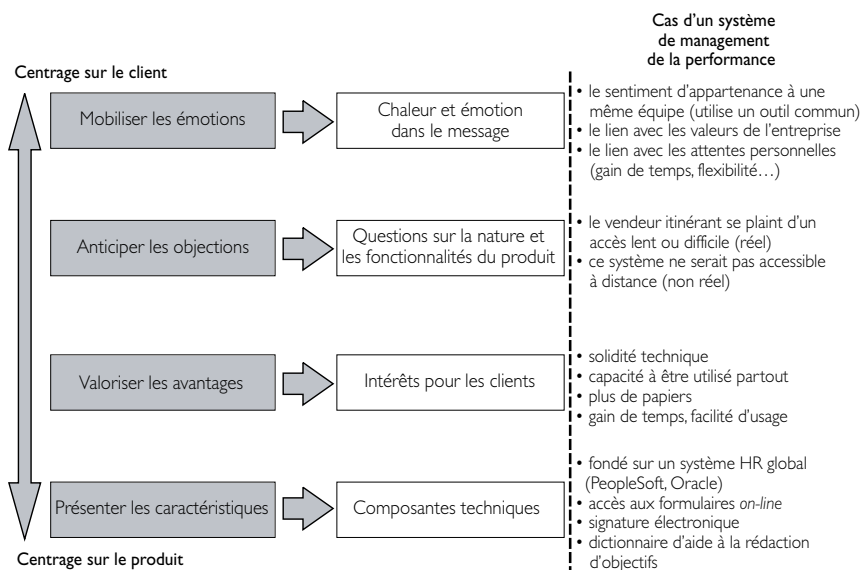 Cas d'un système
de management
de la performance
Centrage sur le client
Mobiliser les émotions
Chaleur et émotion
dans le message
• le sentiment d'appartenance à une
même équipe (utilise un outil commun)
• le lien avec les valeurs de l'entreprise
• le lien avec les attentes personnelles
(gain de temps, flexibilité…)
Anticiper les objections
Questions sur la nature et
les fonctionnalités du produit
• le vendeur itinérant se plaint d'un
accès lent ou difficile (réel)
• ce système ne serait pas accessible
à distance (non réel)
Valoriser les avantages
Intérêts pour les clients
• solidité technique
• capacité à être utilisé partout
• plus de papiers
• gain de temps, facilité d'usage
Présenter les caractéristiques
Composantes techniques
• fondé sur un système HR global
(PeopleSoft, Oracle)
• accès aux formulaires on-line
• signature électronique
• dictionnaire d'aide à la rédaction
d'objectifs
Centrage sur le produit